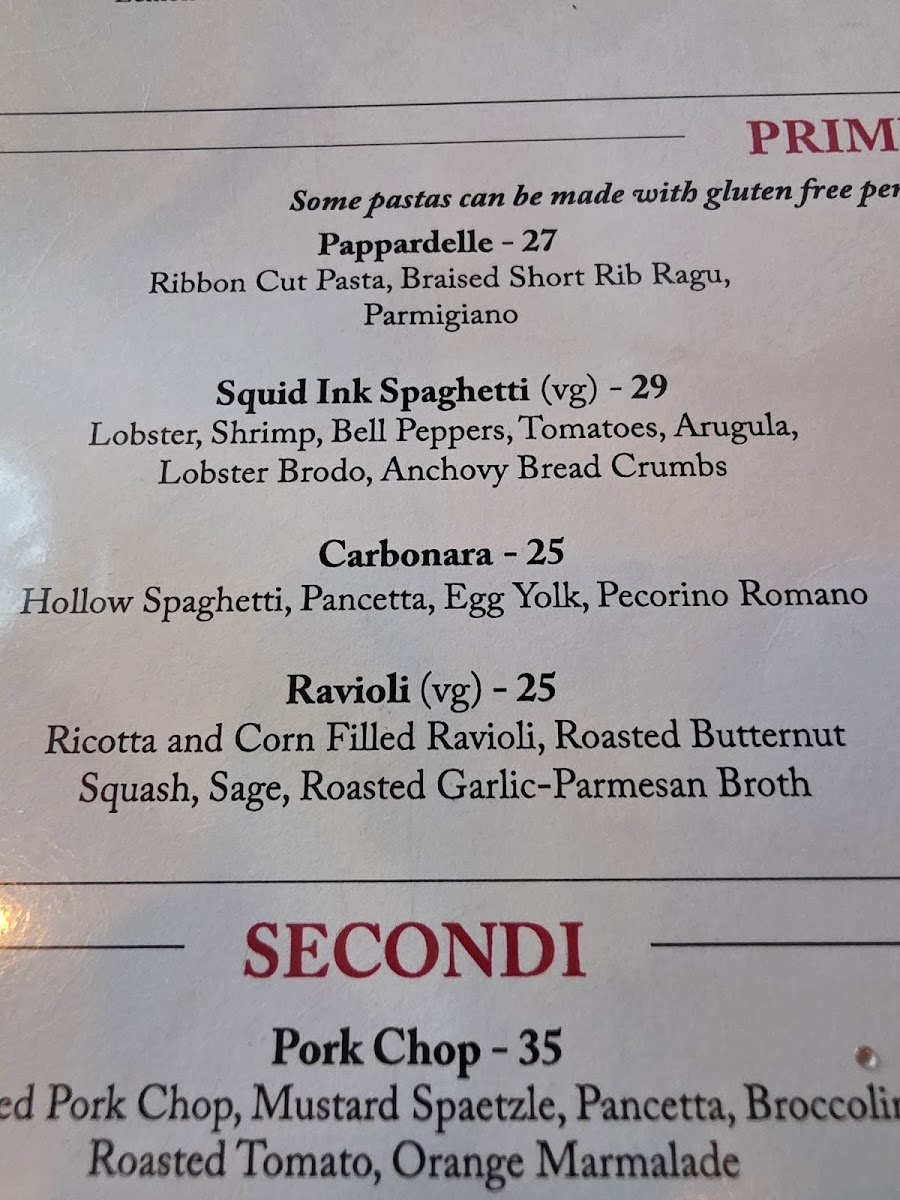 PRIM
Some pastas can be made with gluten free
Pappardelle - 27
Ribbon Cut Pasta, Braised Short Rib Ragu,
Parmigiano
Squid Ink Spaghetti (vg) - 29
Lobster, Shrimp, Bell Peppers, Tomatoes, Arugula,
Lobster Brodo, Anchovy Bread Crumbs
Carbonara - 25
Hollow Spaghetti, Pancetta, Egg Yolk, Pecorino Romano
Ravioli (vg) - 25
Ricotta and Corn Filled Ravioli, Roasted Butternut
Squash, Sage, Roasted Garlic-Parmesan Broth
SECONDI
Pork Chop - 35
ed Pork Chop, Mustard Spaetzle, Pancetta, Broccolin
Roasted Tomato, Orange Marmalade